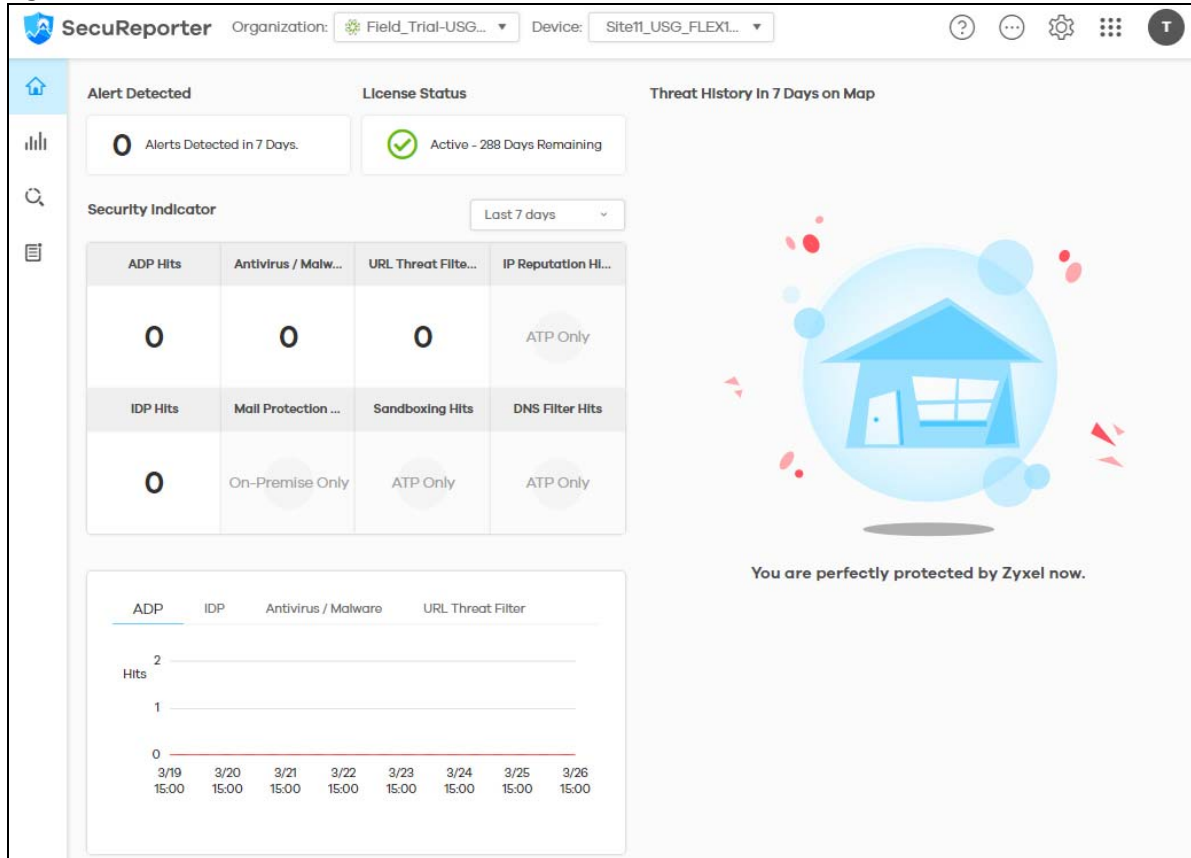 SecuReporter Organization: Field_Trial-USG... Device: Site11_USG_FLEX1... ? T
Alert Detected
License Status
Threat History in 7 Days on Map
0 Alerts Detected in 7 Days.
Active - 288 Days Remaining
Security Indicator
Last 7 days
ADP Hits Antivirus / Malw... URL Threat Filte... IP Reputation Hi...
0 0 0 ATP Only
IDP Hits Mail Protection ... Sandboxing Hits DNS Filter Hits
0 On-Premise Only ATP Only ATP Only
You are perfectly protected by Zyxel now.
ADP IDP Antivirus / Malware URL Threat Filter
Hits
2
1
0
3/19 3/20 3/21 3/22 3/23 3/24 3/25 3/26
15:00 15:00 15:00 15:00 15:00 15:00 15:00 15:00